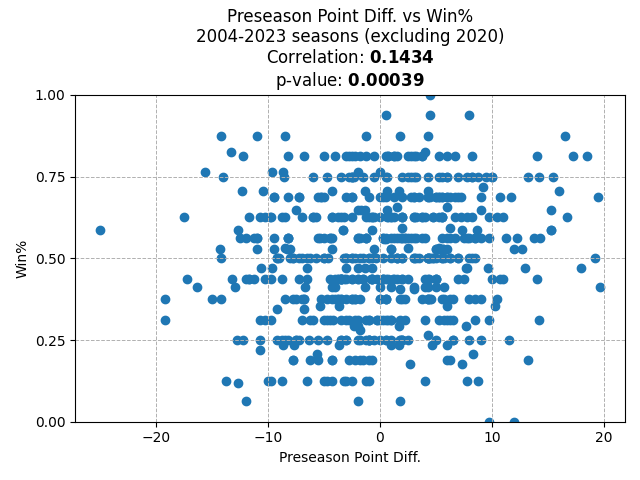 Preseason Point Diff. vs Win%
2004-2023 seasons (excluding 2020)
Correlation: 0.1434
p-value: 0.00039
1.00
0.75
0.50
0.25
0.00
Win%
−20
−10
0
10
20
Preseason Point Diff.